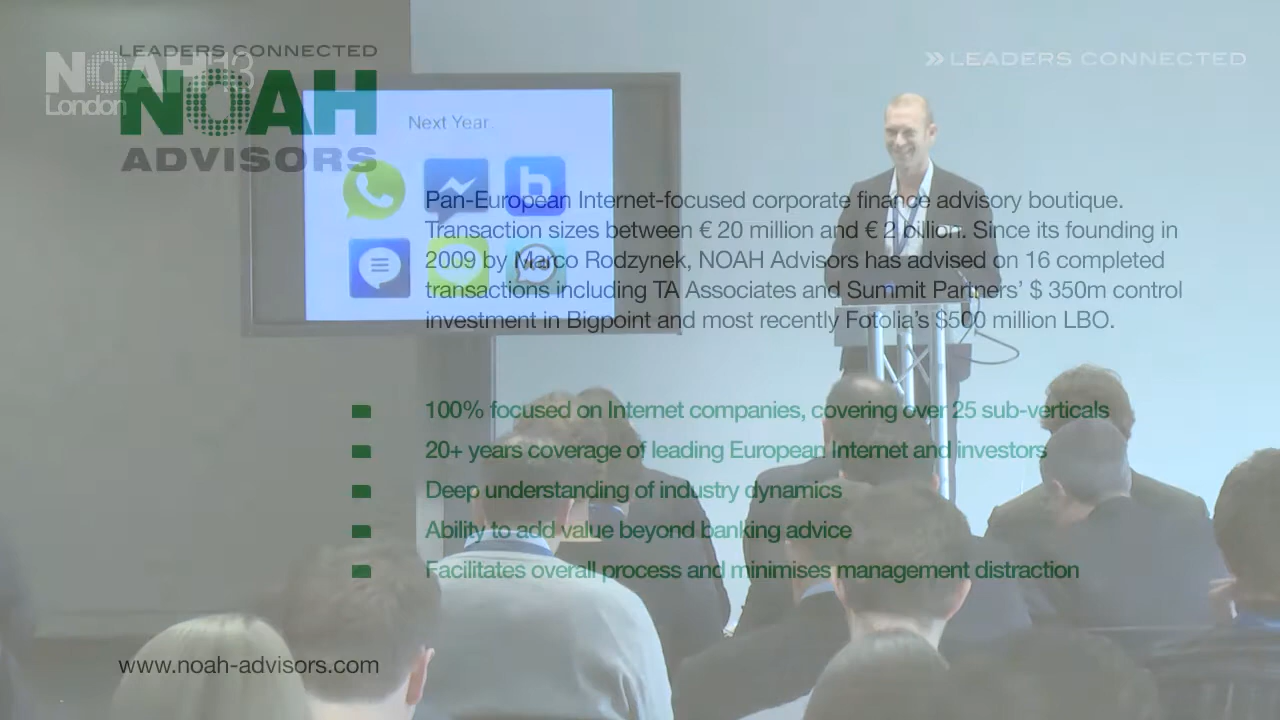 LEADERS CONNECTED
NOAH13
London
NOAH
ADVISORS
LEADERS CONNECTED
Next Year.
Pan-European Internet-focused corporate finance advisory boutique.
Transaction sizes between € 20 million and € 2 billion. Since its founding in
2009 by Marco Rodzynek, NOAH Advisors has advised on 16 completed
transactions including TA Associates and Summit Partners' $ 350m control
investment in Bigpoint and most recently Fotolia's $500 million LBO.
100% focused on Internet companies, covering over 25 sub-verticals
20+ years coverage of leading European Internet and investors
Deep understanding of industry dynamics
Ability to add value beyond banking advice
Facilitates overall process and minimises management distraction
www.noah-advisors.com